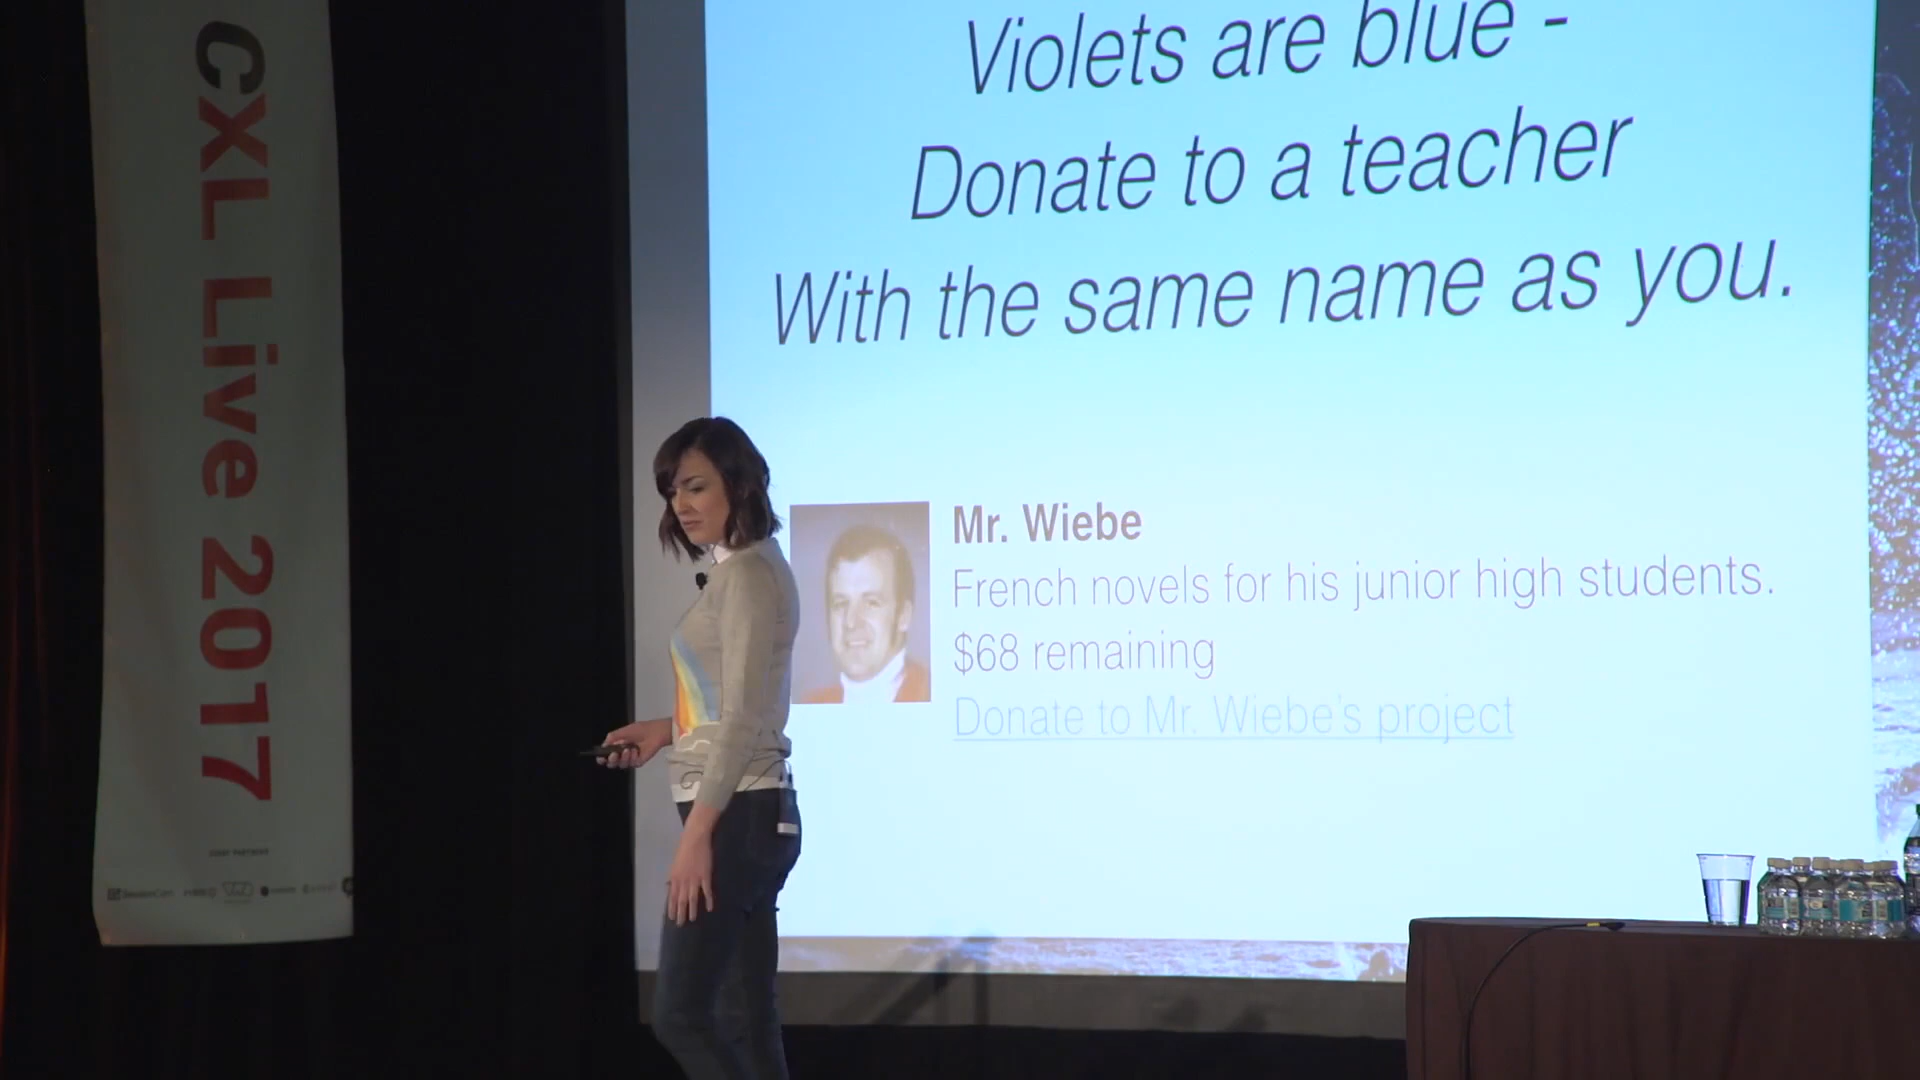 CXL Live 2017
Violets are blue -
Donate to a teacher
With the same name as you.
Mr. Wiebe
French novels for his junior high students.
$68 remaining
Donate to Mr. Wiebe's project